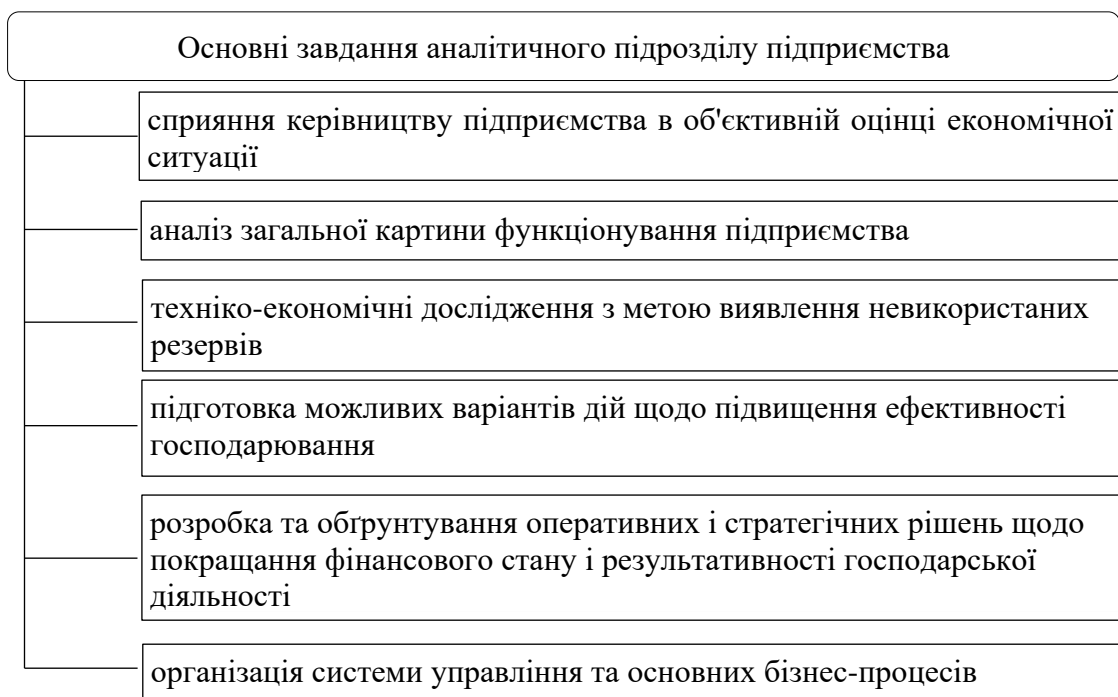 Основні завдання аналітичного підрозділу підприємства
сприяння керівництву підприємства в об'єктивній оцінці економічної
ситуації
аналіз загальної картини функціонування підприємства
техніко-економічні дослідження з метою виявлення невикористаних
резервів
підготовка можливих варіантів дій щодо підвищення ефективності
господарювання
розробка та обґрунтування оперативних і стратегічних рішень щодо
покращання фінансового стану і результативності господарської
діяльності
організація системи управління та основних бізнес-процесів